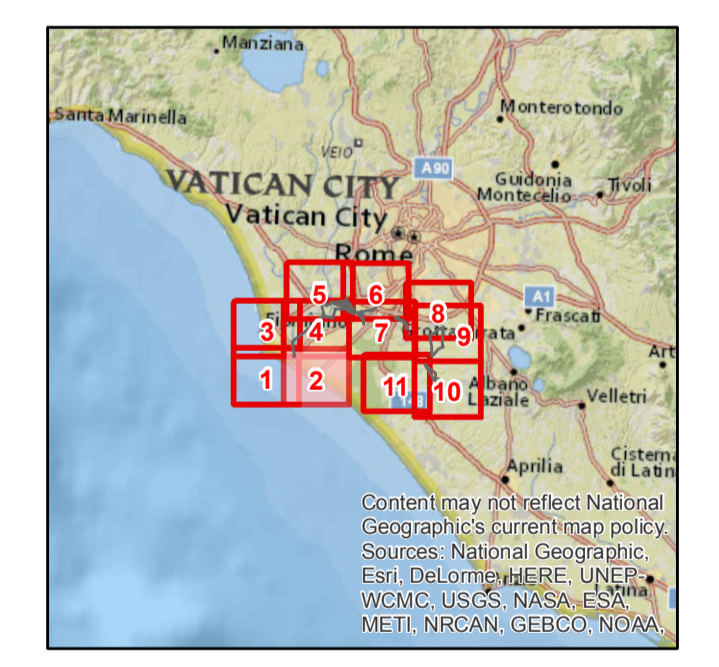 Manziana
Santa Marinella
Monterotondo
VEIO
A90
VATICAN CITY
Guidonia
Montecelio
Tivoli
Vatican City
Rome
5
6
A1
8
Frascati
3
4
7
9
1
2
11
10
Albano
Laziale
Velletri
Cisterna
di Latin
Aprilia
Content may not reflect National
Geographic's current map policy.
Sources: National Geographic,
Esri, DeLorme, HERE, UNEP-
WCMC, USGS, NASA, ESA,
METI, NRCAN, GEBCO, NOAA,
Latina